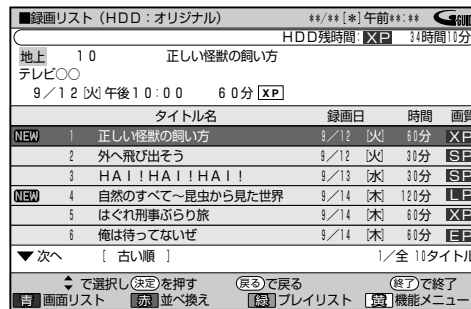 ■録画リスト(HDD:オリジナル) **/**[*]午前**:** G-GUIDE
HDD残時間:XP 34時間10分
地上 10 正しい怪獣の飼い方
テレビ○○
9/12[火]午後10:00 60分 XP
タイトル名 録画日 時間 画質
NEW 1 正しい怪獣の飼い方 9/12 [火] 60分 XP
2 外へ飛び出そう 9/12 [火] 30分 SP
3 HAI!HAI!HAI! 9/13 [水] 30分 SP
NEW 4 自然のすべて~昆虫から見た世界 9/14 [木] 120分 LP
5 はぐれ刑事ぶらり旅 9/14 [木] 60分 XP
6 俺は待ってないぜ 9/14 [木] 60分 EP
▼次へ [ 古い順 ] 1/全 10タイトル
で選択し決定を押す 戻るで戻る 終了で終了
青 画面リスト 赤 並べ換え 緑 プレイリスト 黄 機能メニュー